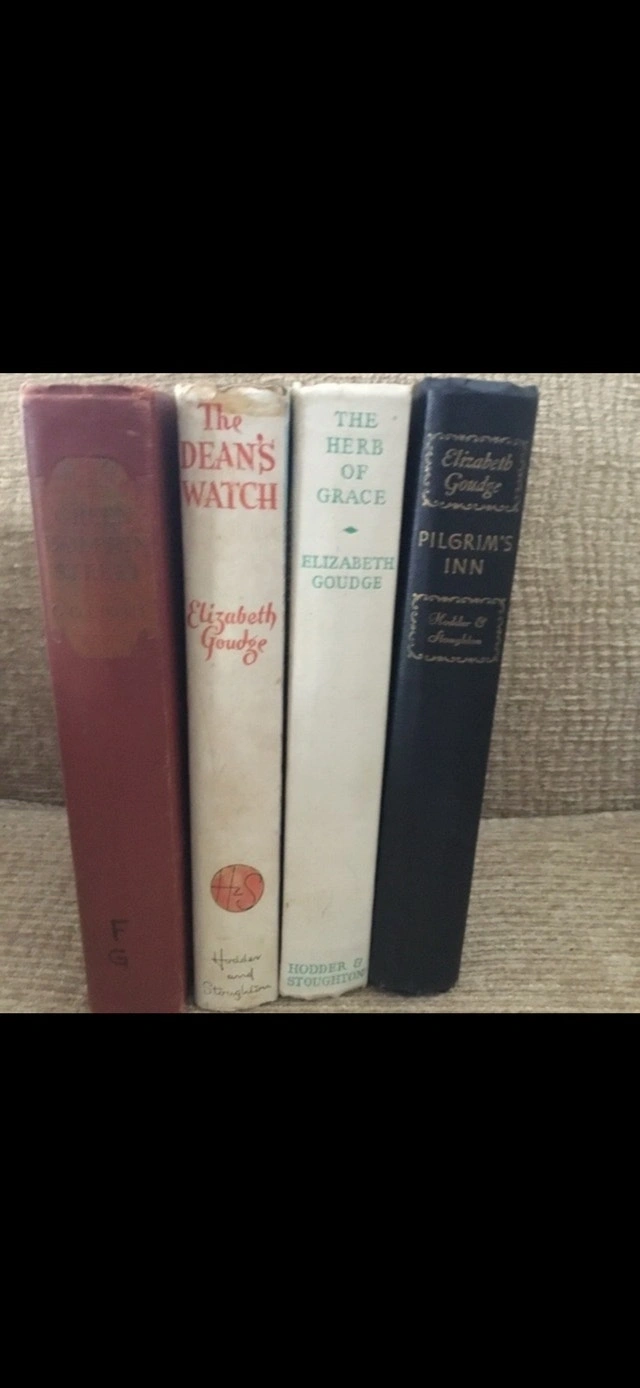 The
DEAN'S
WATCH
Elizabeth
Goudge
H&S
Hodder
and
Stoughton
THE
HERB
OF
GRACE
ELIZABETH
GOUDGE
HODDER &
STOUGHTON
Elizabeth
Goudge
PILGRIM'S
INN
Hodder &
Stoughton